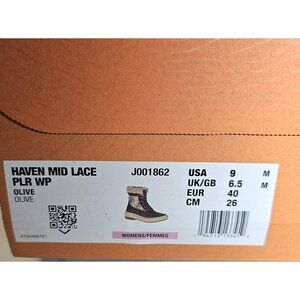 HAVEN MID LACE
PLR WP
OLIVE
OLIVE
J001862
WOMENS/FEMMES
USA 9 M
UK/GB 6.5 M
EUR 40
CM 26